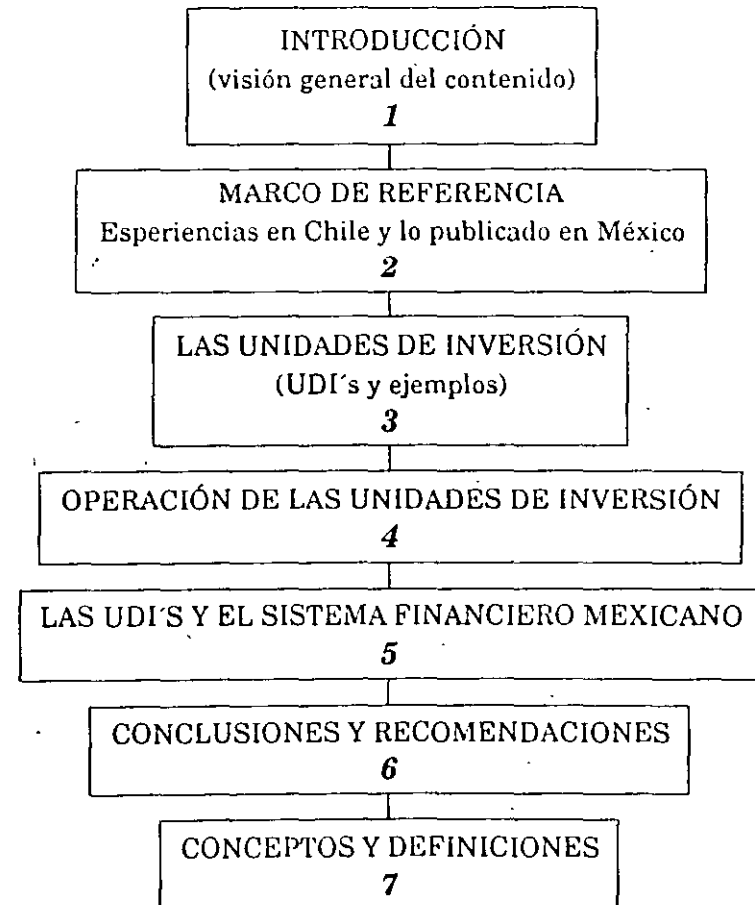 INTRODUCCIÓN
(visión general del contenido)
1
MARCO DE REFERENCIA
Esperiencias en Chile y lo publicado en México
2
LAS UNIDADES DE INVERSIÓN
(UDI´s y ejemplos)
3
OPERACIÓN DE LAS UNIDADES DE INVERSIÓN
4
LAS UDI´S Y EL SISTEMA FINANCIERO MEXICANO
5
CONCLUSIONES Y RECOMENDACIONES
6
CONCEPTOS Y DEFINICIONES
7